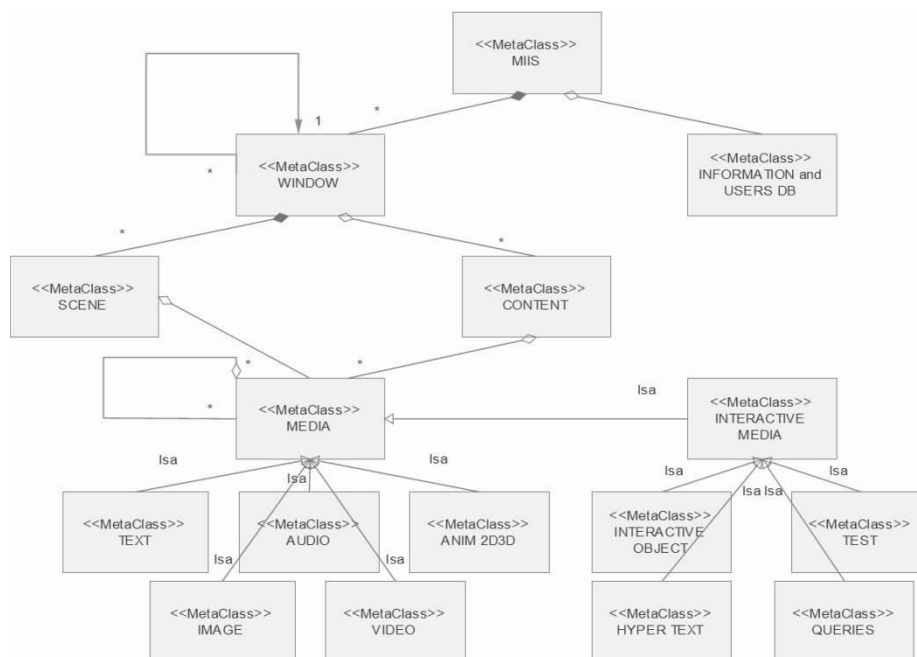 <<MetaClass>>
MIIS
*
1
*
<<MetaClass>>
WINDOW
<<MetaClass>>
INFORMATION and
USERS DB
*
*
<<MetaClass>>
SCENE
<<MetaClass>>
CONTENT
*
*
*
<<MetaClass>>
MEDIA
Isa
<<MetaClass>>
INTERACTIVE
MEDIA
Isa
Isa
Isa
Isa
Isa
Isa Isa
<<MetaClass>>
TEXT
<<MetaClass>>
AUDIO
<<MetaClass>>
ANIM 2D3D
<<MetaClass>>
INTERACTIVE
OBJECT
<<MetaClass>>
TEST
Isa
Isa
<<MetaClass>>
IMAGE
<<MetaClass>>
VIDEO
<<MetaClass>>
HYPER TEXT
<<MetaClass>>
QUERIES